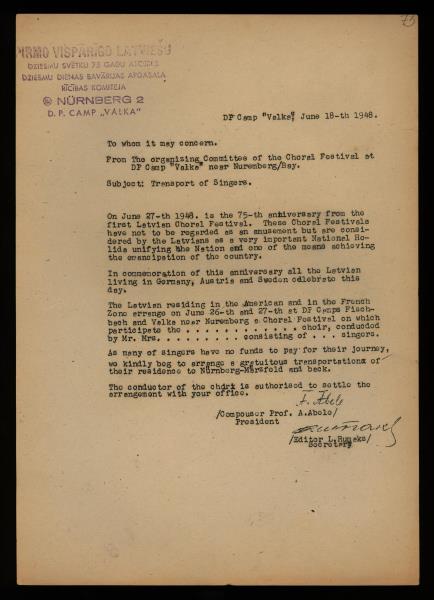 73
PIRMO VISPĀRĪGO LATVIEŠU
DZIESMU SVĒTKU 75 GADU ATCERES
DZIESMU DIENAS BAVĀRIJAS APGABALA
RĪCĪBAS KOMITEJA
NÜRNBERG 2
D. P. CAMP „VALKA"
DP Camp "Valka", June 18-th 1948.
To whom it may concern.
From The organizing Committee of the Choral Festival at
DP Camp "Valka" near Nuremberg/Bay.
Subject: Transport of Singers.
On June 27-th 1948. is the 75-th anniversary from the
first Latvian Choral Festival. These Choral Festivals
have not to be regarded as an amusement but are consi-
dered by the Latvians as a very important National Ho-
lida unifying the Nation and one of the means achieving
the emancipation of the country.
In commemoration of this anniversary all the Latvian
living in Germany, Austria and Sweden celebrate this
day.
The Latvian residing in the American and in the French
Zone arrange on June 26-th and 27-th at DP Camps Fisch-
bach and Valka near Nuremberg a Choral Festival on which
participate the . . . . . . . . . . . choir, conducted
by Mr. Mrs. . . . . . . . . . consisting of . . . singers.
As many of singers have no funds to pay for their journey,
we kindly beg to arrange a gratuitous transportations of
their residence to Nürnberg-Märzfeld and back.
The conductor of the choir is authorised to settle the
arrangement with your office.
A. Abele
/Compouser Prof. A.Abele/
President
/Editor L.Rumaks/
Secretary